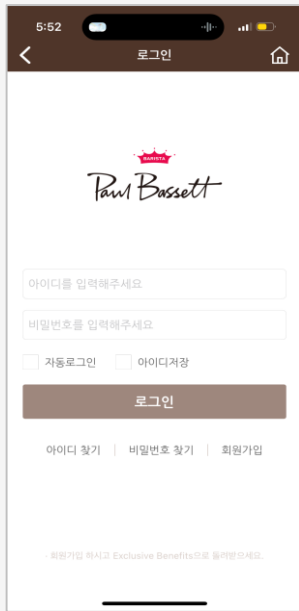 5:52
로그인
BARISTA
Paul Bassett
아이디를 입력해주세요
비밀번호를 입력해주세요
자동로그인 아이디저장
로그인
아이디 찾기 | 비밀번호 찾기 | 회원가입
- 회원가입 하시고 Exclusive Benefits으로 돌려받으세요.